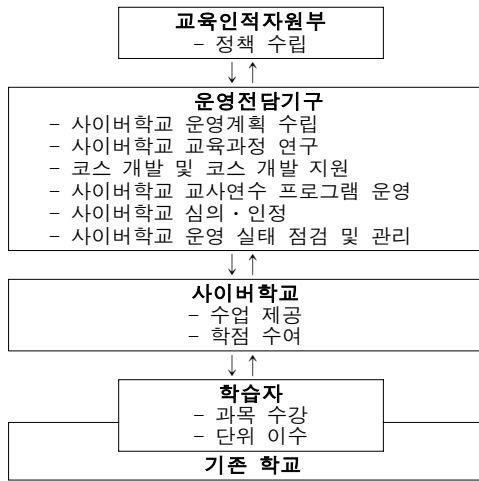 교육인적자원부
- 정책 수립
↓ ↑
운영전담기구
- 사이버학교 운영계획 수립
- 사이버학교 교육과정 연구
- 코스 개발 및 코스 개발 지원
- 사이버학교 교사연수 프로그램 운영
- 사이버학교 심의·인정
- 사이버학교 운영 실태 점검 및 관리
↓ ↑
사이버학교
- 수업 제공
- 학점 수여
↓ ↑
학습자
- 과목 수강
- 단위 이수
기존 학교